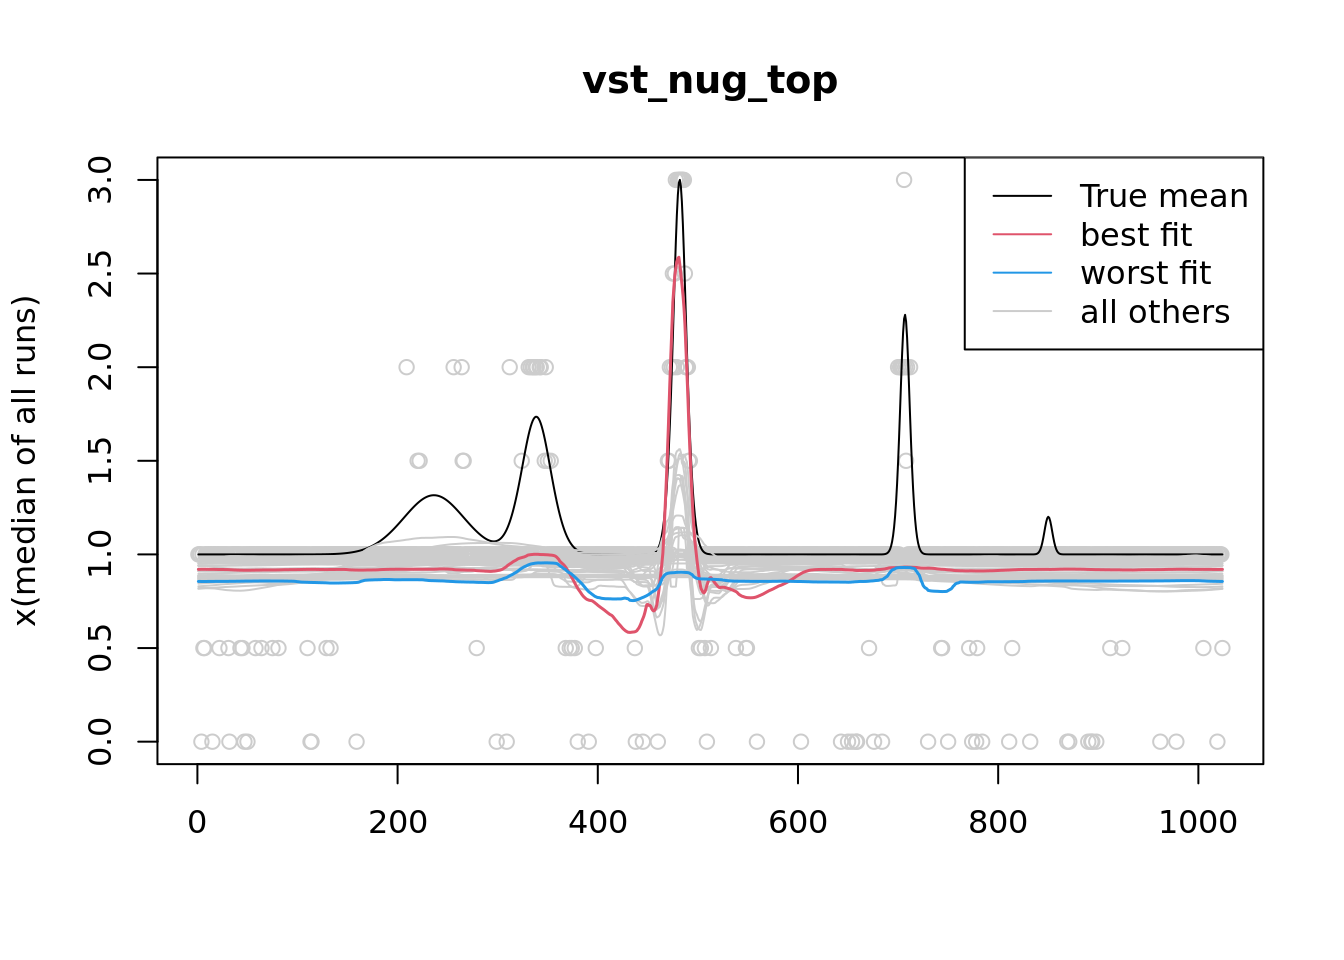 vst_nug_top
x(median of all runs)
3.0
2.5
2.0
1.5
1.0
0.5
0.0
True mean
best fit
worst fit
all others
0 200 400 600 800 1000